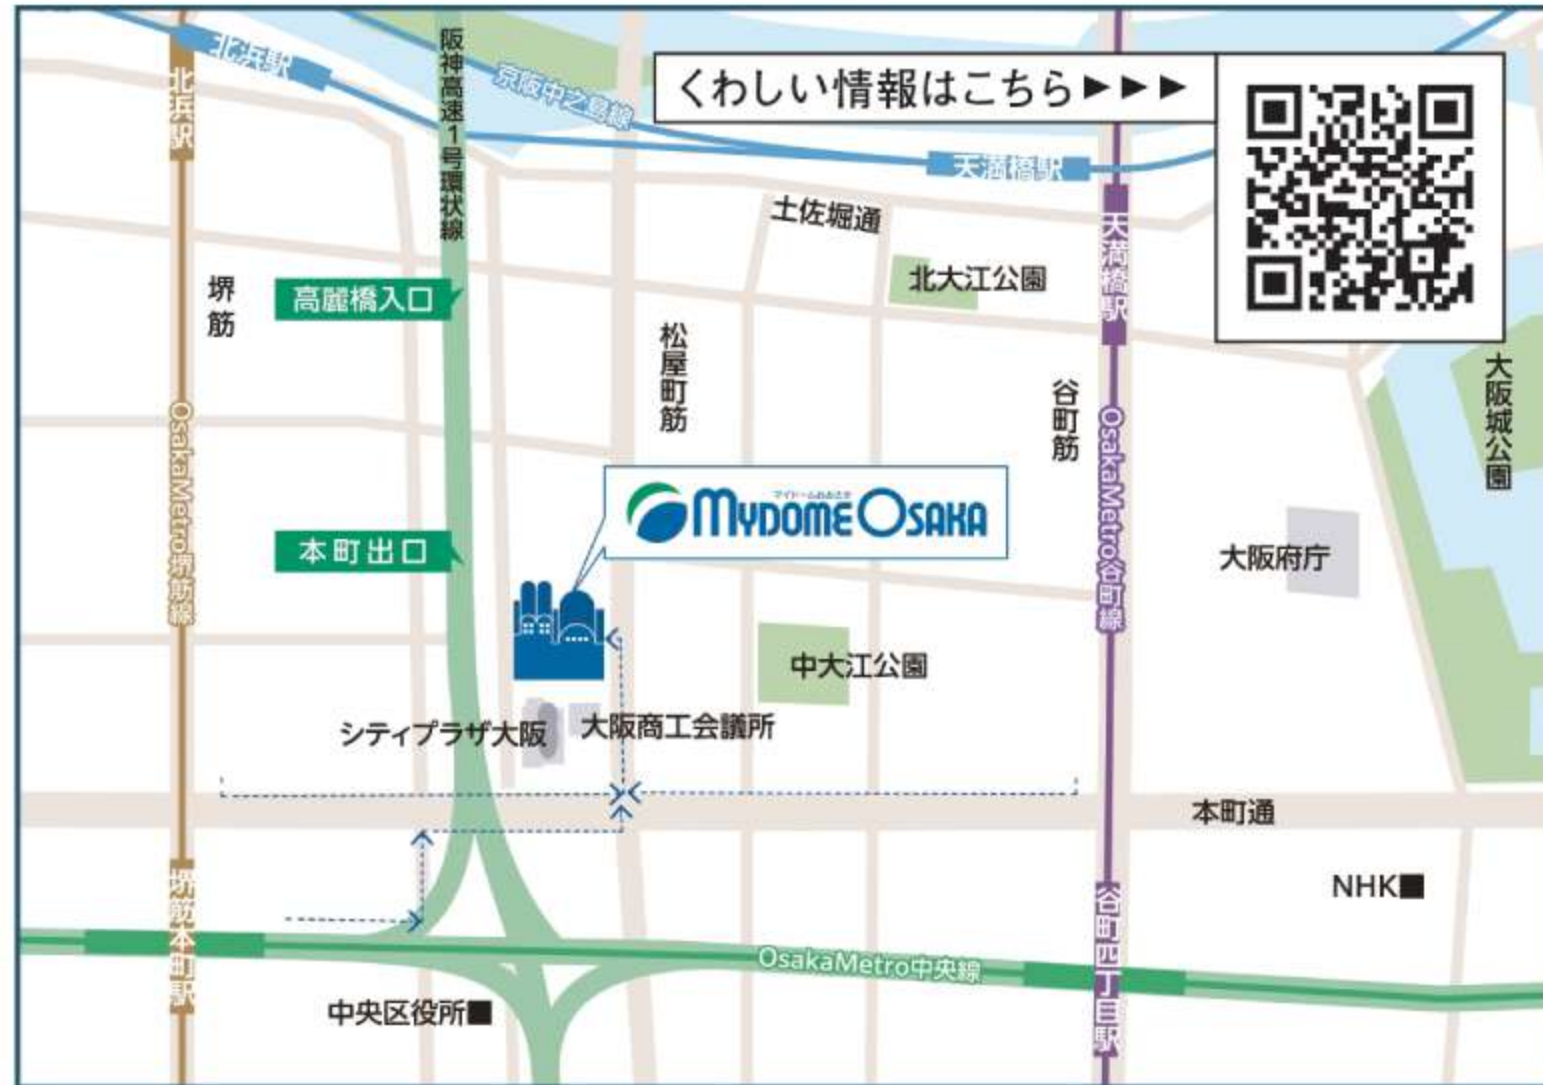 北浜駅
北浜駅
阪神高速1号環状線
京阪中之島線
くわしい情報はこちら▶▶▶
天満橋駅
天満橋駅
土佐堀通
北大江公園
堺筋
高麗橋入口
松屋町筋
谷町筋
大阪城公園
OsakaMetro堺筋線
OsakaMetro谷町線
マイドームおおさか
MYDOME OSAKA
本町出口
大阪府庁
中大江公園
シティプラザ大阪
大阪商工会議所
本町通
堺筋本町駅
谷町四丁目駅
NHK■
OsakaMetro中央線
中央区役所■